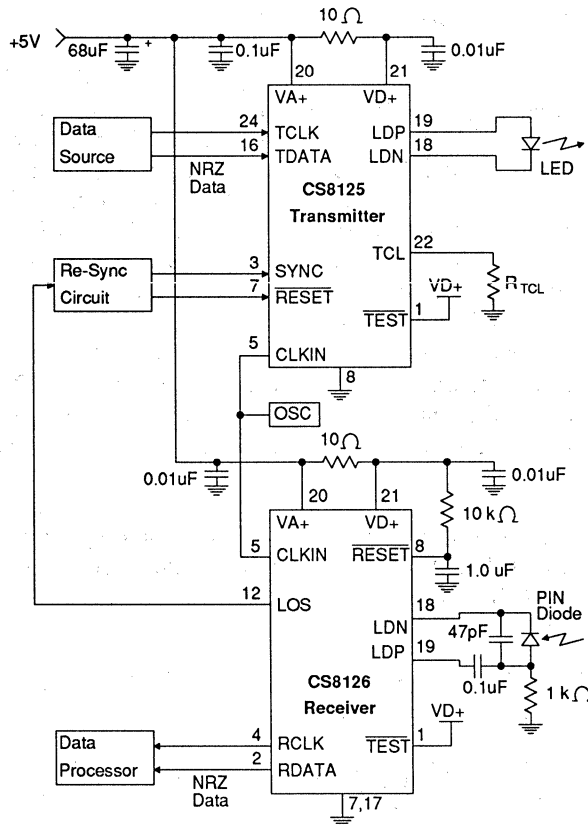 10 Ω
+5V
68uF
+
0.1uF
0.01uF
20
21
VA+
VD+
Data
Source
24
TCLK
16
TDATA
NRZ
Data
19
LDP
18
LDN
LED
CS8125
Transmitter
Re-Sync
Circuit
3
SYNC
7
RESET
TCL
22
RTCL
VD+
1
TEST
5
CLKIN
8
OSC
10 Ω
0.01uF
0.01uF
20
21
VA+
VD+
10 kΩ
5
CLKIN
RESET
8
1.0 uF
12
LOS
18
LDN
PIN
Diode
47pF
19
LDP
0.1uF
1 kΩ
CS8126
Receiver
VD+
Data
Processor
4
RCLK
1
TEST
2
RDATA
NRZ
Data
7,17